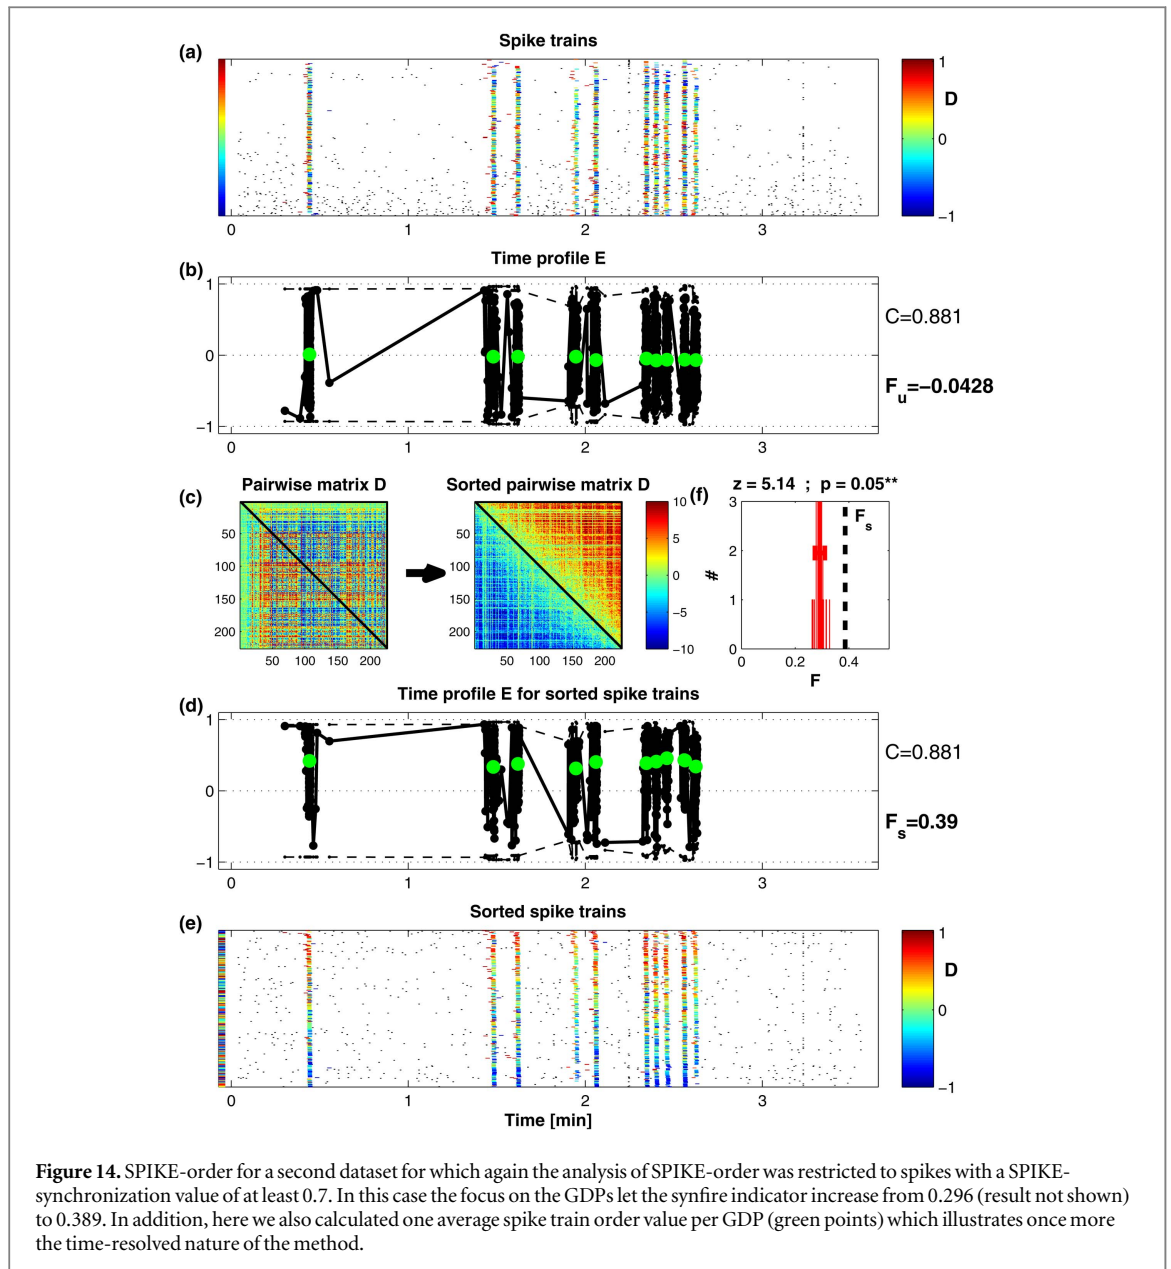 (a)
Spike trains
1
D
0
−1
0 1 2 3
(b)
Time profile E
1
0
−1
0 1 2 3
C=0.881
Fu=−0.0428
(c)
Pairwise matrix D
50
100
150
200
50 100 150 200
Sorted pairwise matrix D
50
100
150
200
50 100 150 200
10
5
0
−5
−10
(f)
z = 5.14 ; p = 0.05**
3
2
1
0
#
Fs
0 0.2 0.4
F
(d)
Time profile E for sorted spike trains
1
0
−1
0 1 2 3
C=0.881
Fs=0.39
(e)
Sorted spike trains
1
D
0
−1
0 1 2 3
Time [min]
Figure 14. SPIKE-order for a second dataset for which again the analysis of SPIKE-order was restricted to spikes with a SPIKE-
synchronization value of at least 0.7. In this case the focus on the GDPs let the synfire indicator increase from 0.296 (result not shown)
to 0.389. In addition, here we also calculated one average spike train order value per GDP (green points) which illustrates once more
the time-resolved nature of the method.